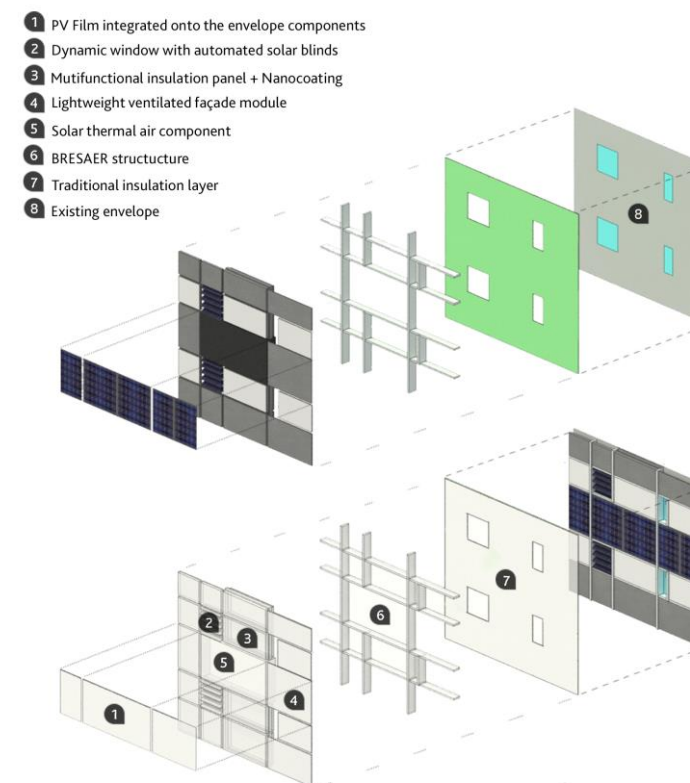 1 PV Film integrated onto the envelope components
2 Dynamic window with automated solar blinds
3 Mutifunctional insulation panel + Nanocoating
4 Lightweight ventilated façade module
5 Solar thermal air component
6 BRESAER structucture
7 Traditional insulation layer
8 Existing envelope
8
7
6
2
3
5
4
1